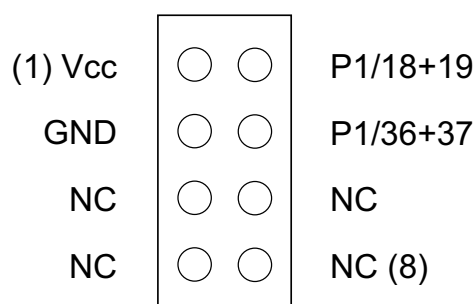 (1) Vcc P1/18+19
GND P1/36+37
NC NC
NC NC (8)